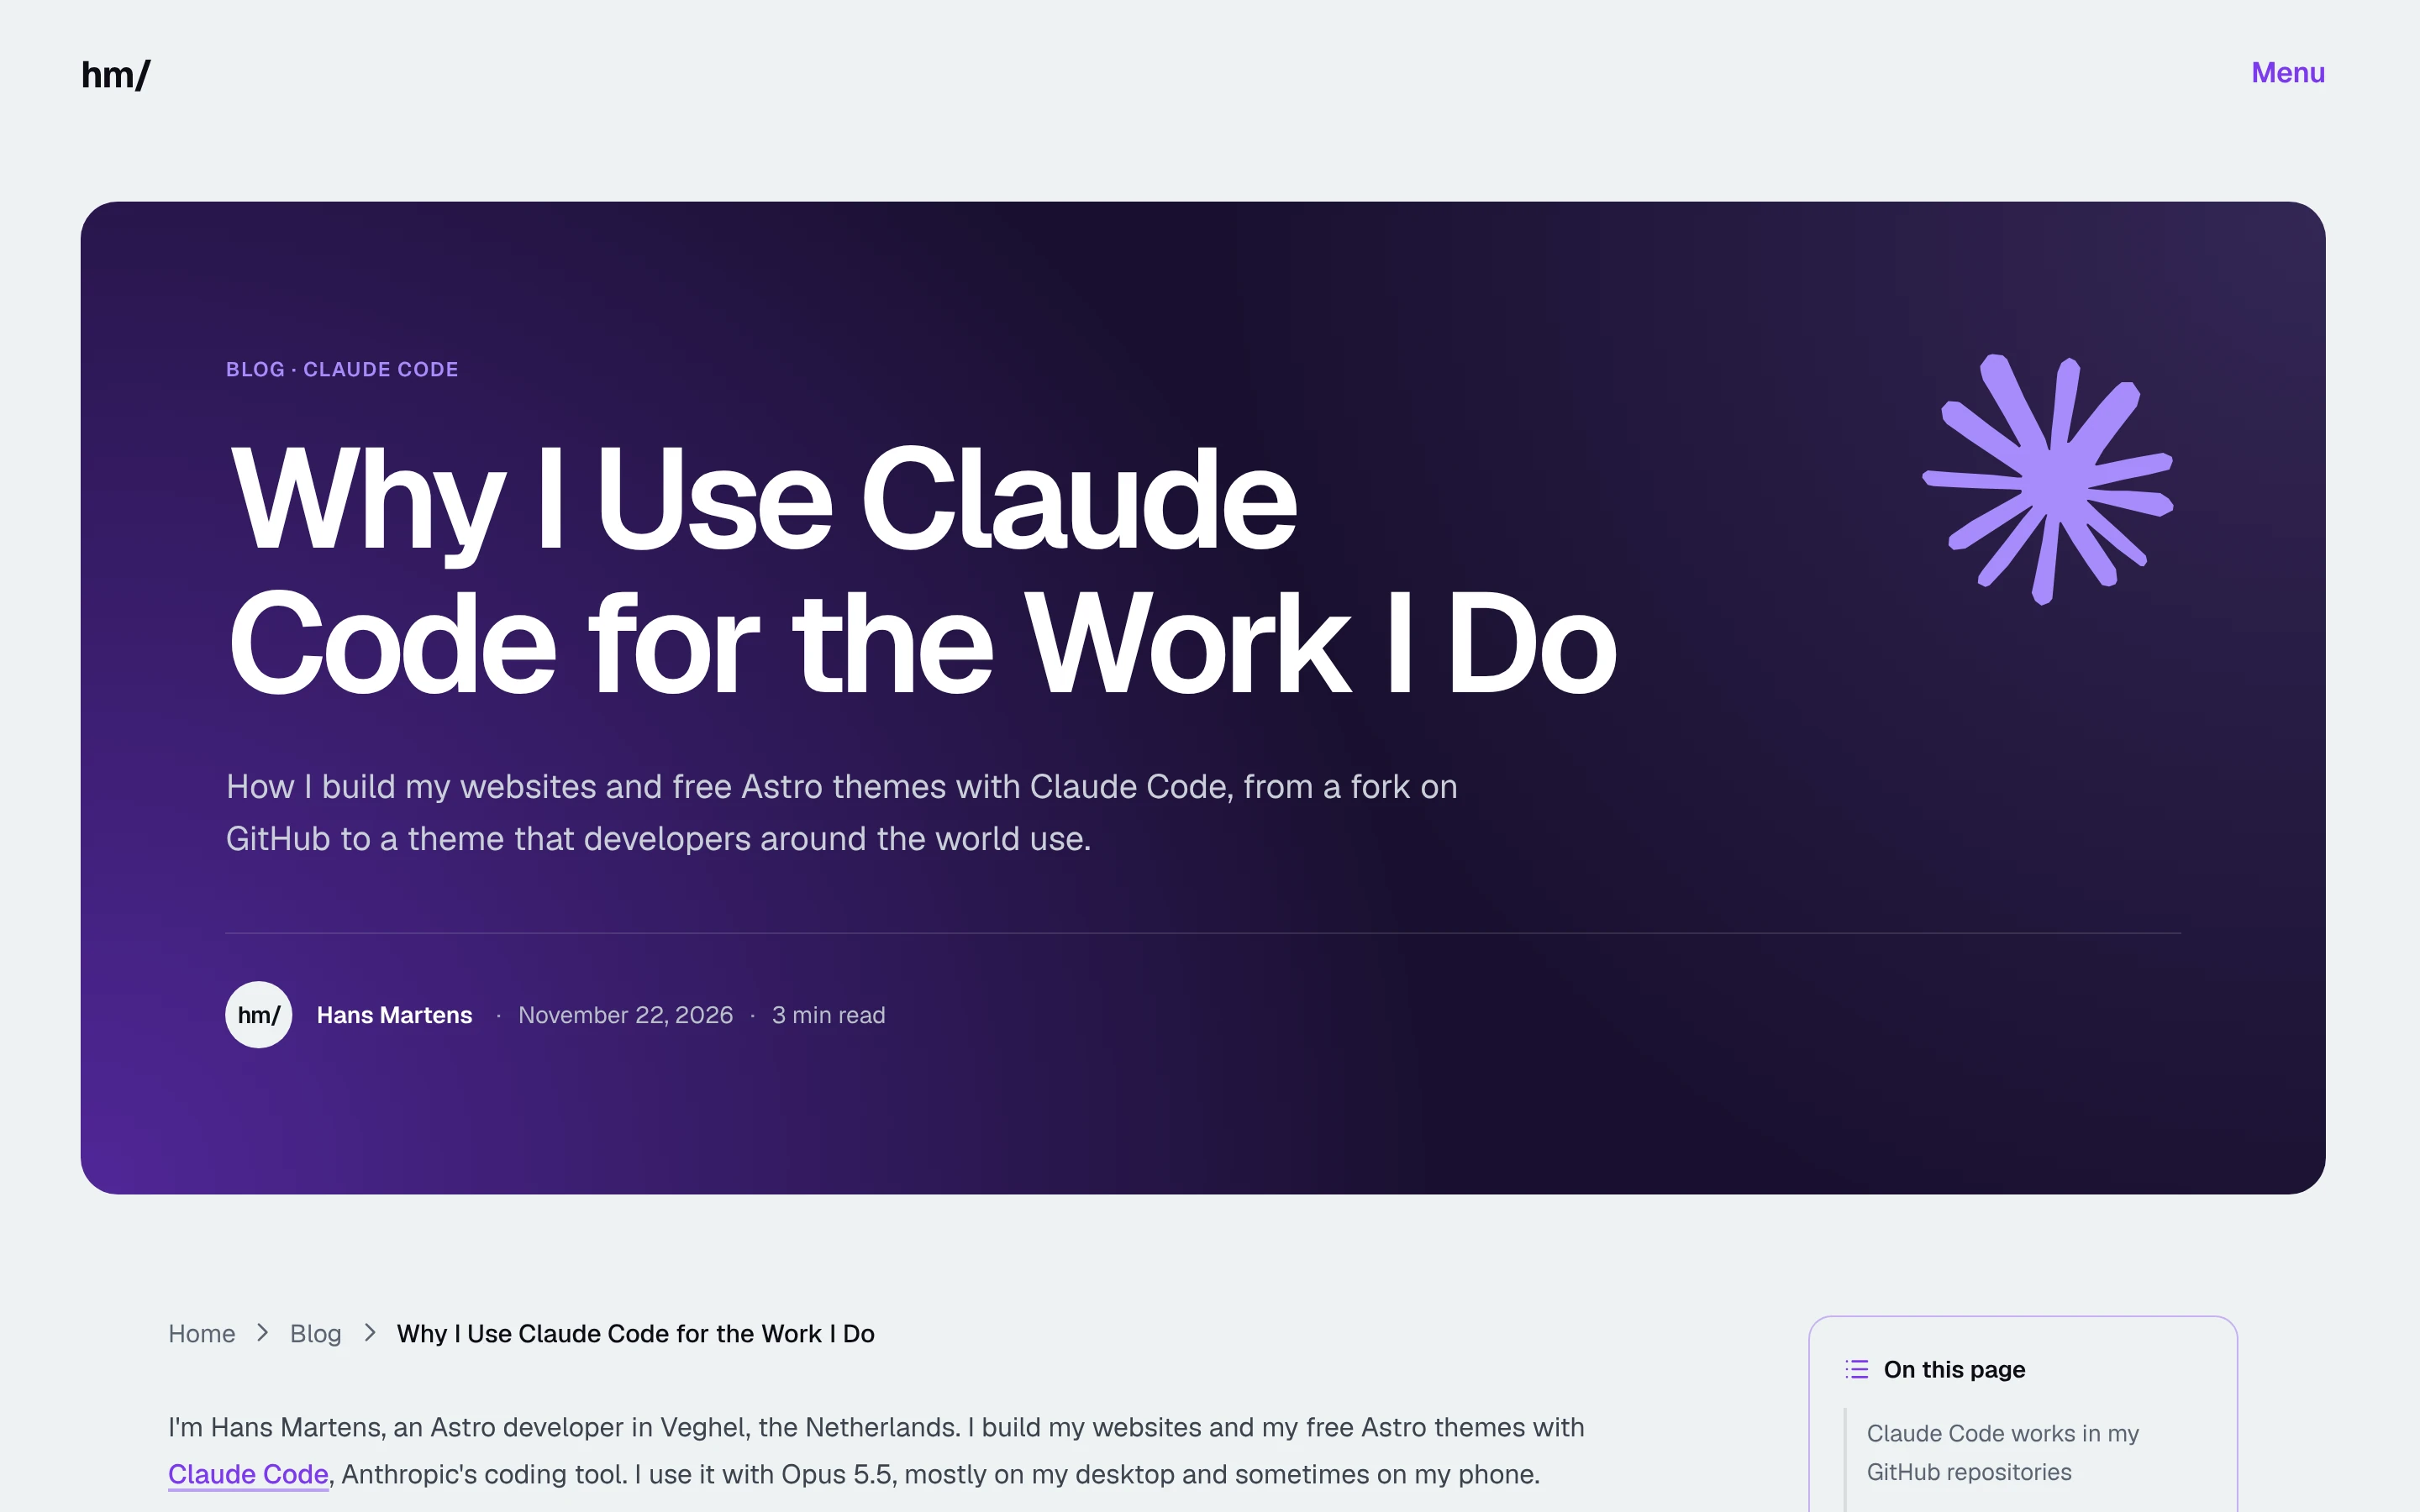 hm/
Menu
BLOG · CLAUDE CODE
Why I Use Claude
Code for the Work I Do
How I build my websites and free Astro themes with Claude Code, from a fork on
GitHub to a theme that developers around the world use.
hm/ Hans Martens · November 22, 2026 · 3 min read
Home > Blog > Why I Use Claude Code for the Work I Do
I'm Hans Martens, an Astro developer in Veghel, the Netherlands. I build my websites and my free Astro themes with
Claude Code, Anthropic's coding tool. I use it with Opus 5.5, mostly on my desktop and sometimes on my phone.
On this page
Claude Code works in my
GitHub repositories